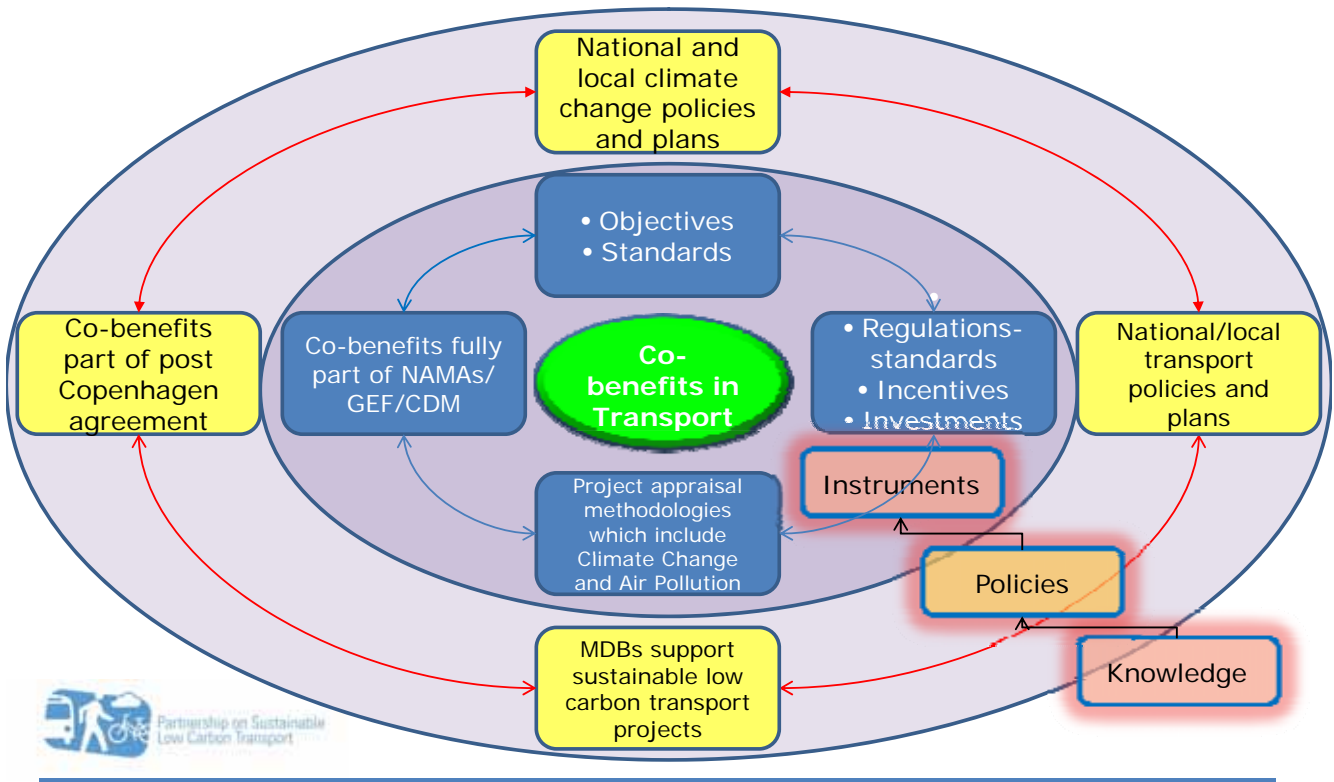 National and
local climate
change policies
and plans
• Objectives
• Standards
Co-benefits
part of post
Copenhagen
agreement
Co-benefits fully
part of NAMAs/
GEF/CDM
Co-
benefits in
Transport
•
• Regulations-
standards
• Incentives
• Investments
National/local
transport
policies and
plans
Instruments
Project appraisal
methodologies
which include
Climate Change
and Air Pollution
Policies
MDBs support
sustainable low
carbon transport
projects
Knowledge
Partnership on Sustainable
Low Carbon Transport